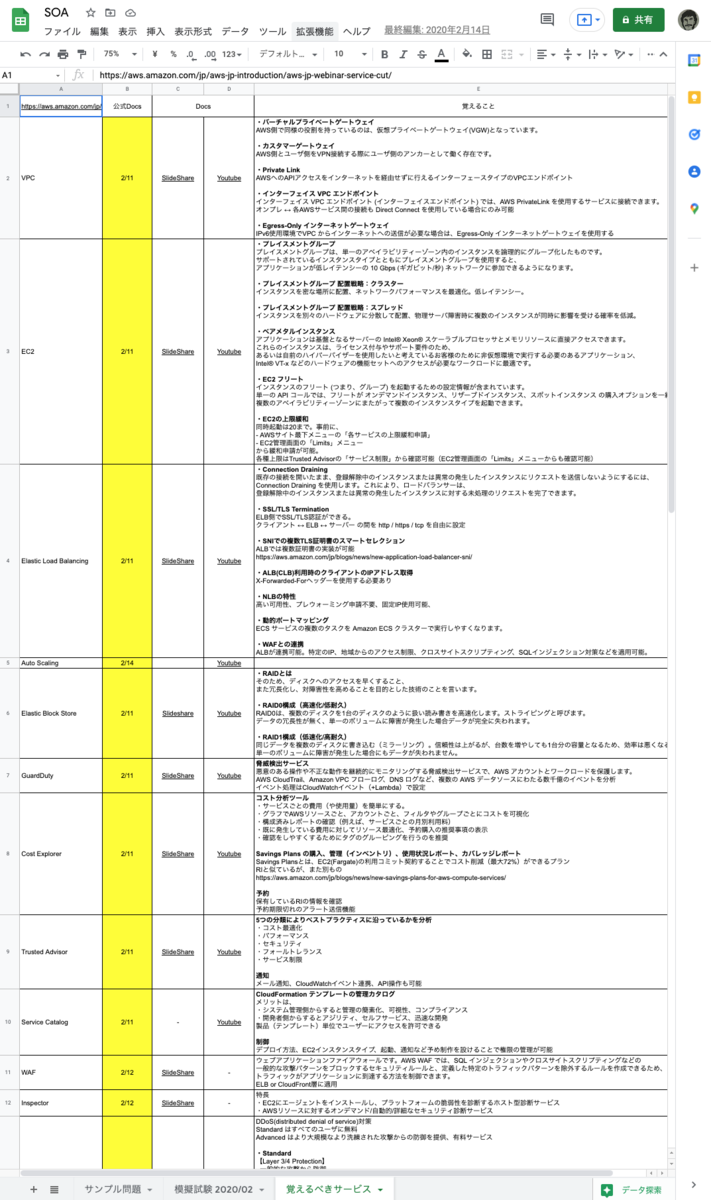 SOA
ファイル 編集 表示 挿入 表示形式 データ ツール 拡張機能 ヘルプ
最終編集: 2020年2月14日
共有
75% ¥ % .0 .00 123 デフォルト... 10 B I S A
A1 fx https://aws.amazon.com/jp/aws-jp-introduction/aws-jp-webinar-service-cut/
A B C D E
1 https://aws.amazon.com/jp/ 公式Docs Docs 覚えること
2 VPC 2/11 SlideShare Youtube
・バーチャルプライベートゲートウェイ
AWS側で同様の役割を持っているのは、仮想プライベートゲートウェイ(VGW)となっています。
・カスタマーゲートウェイ
AWS側とユーザ側をVPN接続する際にユーザ側のアンカーとして働く存在です。
・Private Link
AWSへのAPIアクセスをインターネットを経由せずに行えるインターフェースタイプのVPCエンドポイント
・インターフェイス VPC エンドポイント
インターフェイス VPC エンドポイント (インターフェイスエンドポイント) では、AWS PrivateLink を使用するサービスに接続できます。
オンプレ ↔ 各AWSサービス間の接続も Direct Connect を使用している場合にのみ可能
・Egress-Only インターネットゲートウェイ
IPv6使用環境でVPC からインターネットへの送信が必要な場合は、Egress-Only インターネットゲートウェイを使用する
3 EC2 2/11 SlideShare Youtube
・プレイスメントグループ
プレイスメントグループは、単一のアベイラビリティーゾーン内のインスタンスを論理的にグループ化したものです。
サポートされているインスタンスタイプとともにプレイスメントグループを使用すると、
アプリケーションが低レイテンシーの 10 Gbps (ギガビット/秒) ネットワークに参加できるようになります。
・プレイスメントグループ 配置戦略：クラスター
インスタンスを密な場所に配置、ネットワークパフォーマンスを最適化。低レイテンシー。
・プレイスメントグループ 配置戦略：スプレッド
インスタンスを別々のハードウェアに分散して配置、物理サーバ障害時に複数のインスタンスが同時に影響を受ける確率を低減。
・ベアメタルインスタンス
アプリケーションは基盤となるサーバーの Intel® Xeon® スケーラブルプロセッサとメモリリソースに直接アクセスできます。
これらのインスタンスは、ライセンス付与やサポート要件のため、
あるいは自前のハイパーバイザーを使用したいと考えているお客様のために非仮想環境で実行する必要のあるアプリケーション、
Intel® VT-x などのハードウェアの機能セットへのアクセスが必要なワークロードに最適です。
・EC2 フリート
インスタンスのフリート (つまり、グループ) を起動するための設定情報が含まれています。
単一の API コールでは、フリートが オンデマンドインスタンス、リザーブドインスタンス、スポットインスタンス の購入オプションを一緒
複数のアベイラビリティーゾーンにまたがって複数のインスタンスタイプを起動できます。
・EC2の上限緩和
同時起動は20まで。事前に、
- AWSサイト最下メニューの「各サービスの上限緩和申請」
- EC2管理画面の「Limits」メニュー
から緩和申請が可能。
各種上限はTrusted Advisorの「サービス制限」から確認可能（EC2管理画面の「Limits」メニューからも確認可能）
4 Elastic Load Balancing 2/11 SlideShare Youtube
・Connection Draining
既存の接続を開いたまま、登録解除中のインスタンスまたは異常の発生したインスタンスにリクエストを送信しないようにするには、
Connection Draining を使用します。これにより、ロードバランサーは、
登録解除中のインスタンスまたは異常の発生したインスタンスに対する未処理のリクエストを完了できます。
・SSL/TLS Termination
ELB側でSSL/TLS認証ができる。
クライアント ↔ ELB ↔ サーバー の間を http / https / tcp を自由に設定
・SNIでの複数TLS証明書のスマートセレクション
ALBでは複数証明書の実装が可能
https://aws.amazon.com/jp/blogs/news/new-application-load-balancer-sni/
・ALB(CLB)利用時のクライアントのIPアドレス取得
X-Forwarded-Forヘッダーを使用する必要あり
・NLBの特性
高い可用性、プレウォーミング申請不要、固定IP使用可能、
・動的ポートマッピング
ECS サービスの複数のタスクを Amazon ECS クラスターで実行しやすくなります。
・WAFとの連携
ALBが連携可能。特定のIP、地域からのアクセス制限、クロスサイトスクリプティング、SQLインジェクション対策などを適用可能。
5 Auto Scaling 2/14 Youtube
6 Elastic Block Store 2/11 Slideshare Youtube
・RAIDとは
そのため、ディスクへのアクセスを早くすること、
また冗長化し、対障害性を高めることを目的とした技術のことを言います。
・RAID0構成（高速化/低耐久）
RAID0は、複数のディスクを1台のディスクのように扱い読み書きを高速化します。ストライピングと呼びます。
データの冗長性が無く、単一のボリュームに障害が発生した場合データが完全に失われます。
・RAID1構成（低速化/高耐久）
同じデータを複数のディスクに書き込む（ミラーリング）。信頼性は上がるが、台数を増やしても1台分の容量となるため、効率は悪くなる
単一のボリュームに障害が発生した場合にもデータが失われません。
7 GuardDuty 2/11 SlideShare Youtube
脅威検出サービス
悪意のある操作や不正な動作を継続的にモニタリングする脅威検出サービスで、AWS アカウントとワークロードを保護します。
AWS CloudTrail、Amazon VPC フローログ、DNS ログなど、複数の AWS データソースにわたる数千億のイベントを分析
イベント処理はCloudWatchイベント（+Lambda）で設定
8 Cost Explorer 2/11 SlideShare Youtube
コスト分析ツール
・サービスごとの費用（や使用量）を簡単にする。
・グラフでAWSリソースごと、アカウントごと、フィルタやグループごとにコストを可視化
・構成済みレポートの確認（例えば、サービスごとの月別利用料）
・既に発生している費用に対してリソース最適化、予約購入の推奨事項の表示
・確認をしやすくするためにタグのグルーピングを行うのを推奨
Savings Plans の購入、管理（インベントリ）、使用状況レポート、カバレッジレポート
Savings Plansとは、EC2(Fargate)の利用コミット契約することでコスト削減（最大72%）ができるプラン
RIと似ているが、また別もの
https://aws.amazon.com/jp/blogs/news/new-savings-plans-for-aws-compute-services/
予約
保有しているRIの情報を確認
予約期限切れのアラート送信機能
9 Trusted Advisor 2/11 SlideShare Youtube
5つの分類によりベストプラクティスに沿っているかを分析
・コスト最適化
・パフォーマンス
・セキュリティ
・フォールトレランス
・サービス制限
通知
メール通知、CloudWatchイベント連携、API操作も可能
10 Service Catalog 2/11 - Youtube
CloudFormation テンプレートの管理カタログ
メリットは、
・システム管理側からすると管理の簡素化、可視性、コンプライアンス
・開発者側からするとアジリティ、セルフサービス、迅速な開発
製品（テンプレート）単位でユーザーにアクセスを許可できる
制御
デプロイ方法、EC2インスタンスタイプ、起動、通知など予め制作を設けることで権限の管理が可能
11 WAF 2/12 SlideShare -
ウェブアプリケーションファイアウォールです。AWS WAF では、SQL インジェクションやクロスサイトスクリプティングなどの
一般的な攻撃パターンをブロックするセキュリティルールと、定義した特定のトラフィックパターンを除外するルールを作成できるため、
トラフィックがアプリケーションに到達する方法を制御できます。
ELB or CloudFront層に適用
12 Inspector 2/12 SlideShare -
特長
・EC2にエージェントをインストールし、プラットフォームの脆弱性を診断するホスト型診断サービス
・AWSリソースに対するオンデマンド/自動的/詳細なセキュリティ診断サービス
DDoS(distributed denial of service)対策
Standard はすべてのユーザに無料
Advanced はより大規模なより洗練された攻撃からの防御を提供、有料サービス
・Standard
【Layer 3/4 Protection】
サンプル問題 模擬試験 2020/02 覚えるべきサービス データ探索